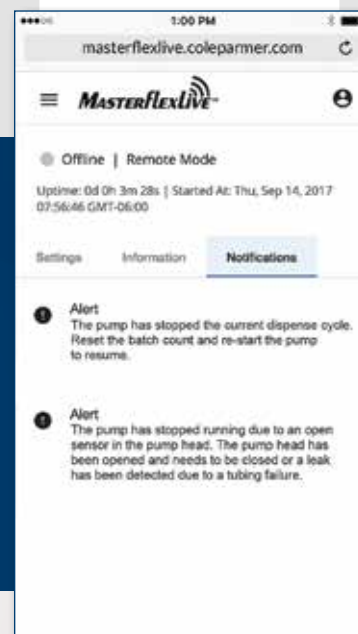 1:00 PM
masterflexlive.coleparmer.com
MASTERFLEXLIVE
Offline | Remote Mode
Uptime: 0d 0h 3m 28s | Started At: Thu, Sep 14, 2017
07:56:46 GMT-06:00
Settings Information Notifications
Alert
The pump has stopped the current dispense cycle.
Reset the batch count and re-start the pump
to resume.
Alert
The pump has stopped running due to an open
sensor in the pump head. The pump head has
been opened and needs to be closed or a leak
has been detected due to a tubing failure.